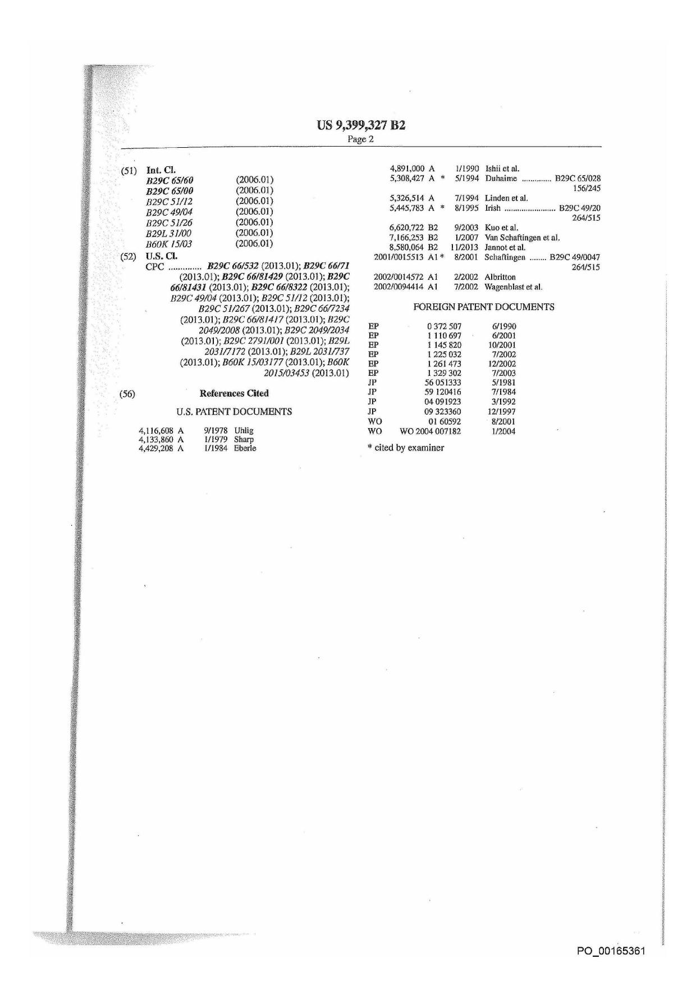 US 9,399,327 B2
Page 2
(51) Int. Cl.
B29C 65/60 (2006.01)
B29C 65/00 (2006.01)
B29C 51/12 (2006.01)
B29C 49/04 (2006.01)
B29C 51/26 (2006.01)
B29L 31/00 (2006.01)
B60K 15/03 (2006.01)
(52) U.S. Cl.
CPC .............. B29C 66/532 (2013.01); B29C 66/71
(2013.01); B29C 66/81429 (2013.01); B29C
66/81431 (2013.01); B29C 66/8322 (2013.01);
B29C 49/04 (2013.01); B29C 51/12 (2013.01);
B29C 51/267 (2013.01); B29C 66/7234
(2013.01); B29C 66/81417 (2013.01); B29C
2049/2008 (2013.01); B29C 2049/2034
(2013.01); B29C 2791/001 (2013.01); B29L
2031/7172 (2013.01); B29L 2031/737
(2013.01); B60K 15/03177 (2013.01); B60K
2015/03453 (2013.01)
(56) References Cited
U.S. PATENT DOCUMENTS
4,116,608 A 9/1978 Uhlig
4,133,860 A 1/1979 Sharp
4,429,208 A 1/1984 Eberle
4,891,000 A 1/1990 Ishii et al.
5,308,427 A * 5/1994 Duhaime ............. B29C 65/028
156/245
5,326,514 A 7/1994 Linden et al.
5,445,783 A * 8/1995 Irish ........................ B29C 49/20
264/515
6,620,722 B2 9/2003 Kuo et al.
7,166,253 B2 1/2007 Van Schaftingen et al.
8,580,064 B2 11/2013 Jannot et al.
2001/0015513 A1 * 8/2001 Schaftingen ........ B29C 49/0047
264/515
2002/0014572 A1 2/2002 Albritton
2002/0094414 A1 7/2002 Wagenblast et al.
FOREIGN PATENT DOCUMENTS
EP 0 372 507 6/1990
EP 1 110 697 6/2001
EP 1 145 820 10/2001
EP 1 225 032 7/2002
EP 1 261 473 12/2002
EP 1 329 302 7/2003
JP 56 051333 5/1981
JP 59 120416 7/1984
JP 04 091923 3/1992
JP 09 323360 12/1997
WO 01 60592 8/2001
WO WO 2004 007182 1/2004
* cited by examiner
PO_00165361